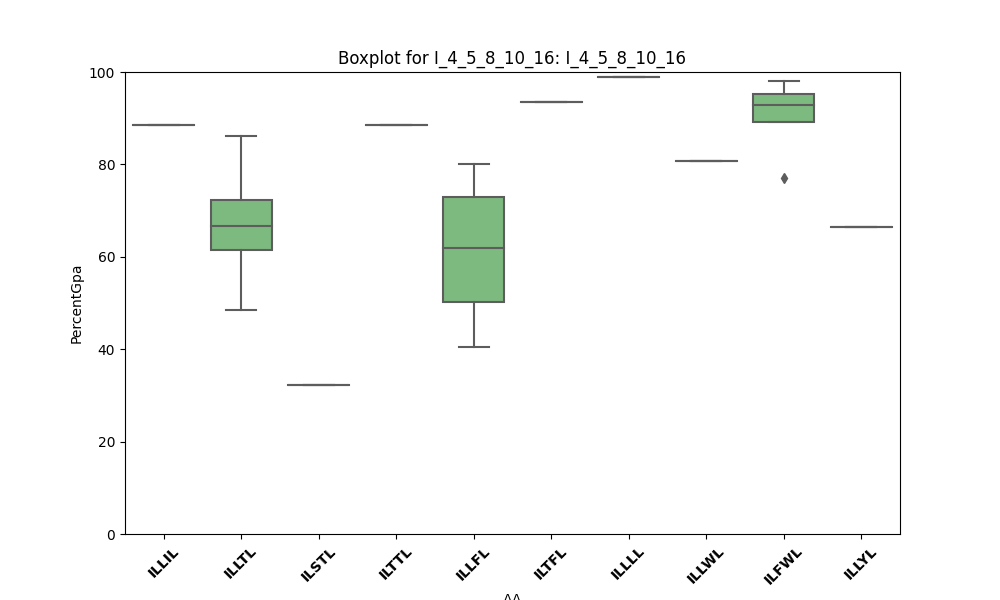 Boxplot for I_4_5_8_10_16: I_4_5_8_10_16
100
80
60
40
20
0
PercentGpa
ILLIL
ILLTL
ILSTL
ILTTL
ILLFL
ILTFL
ILLLL
ILLWL
ILFWL
ILLYL
AA